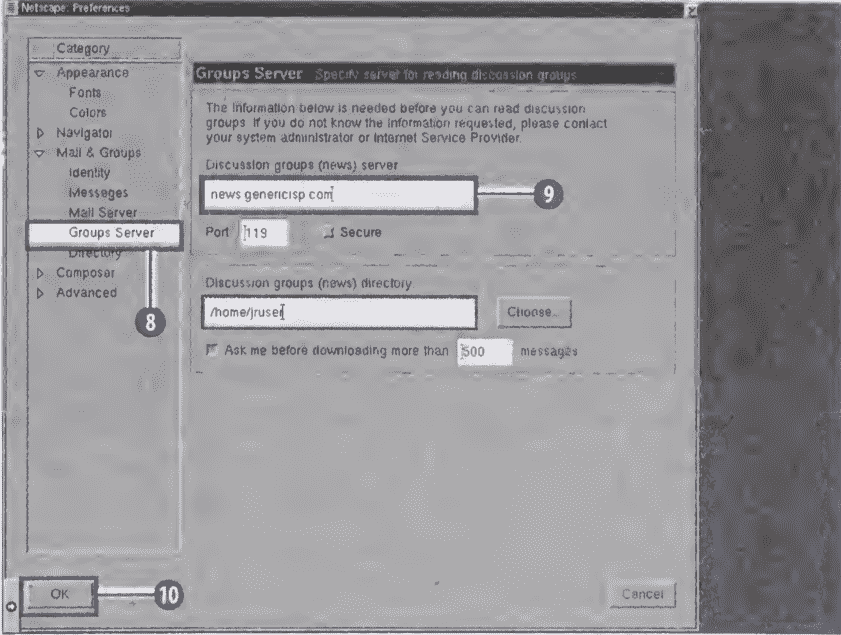 Netscape: Preferences
Category
Appearance
Fonts
Colors
Navigator
Mail & Groups
Identity
Messages
Mail Server
Groups Server
Directory
Composer
Advanced
8
Groups Server Specify server for reading discussion groups
The information below is needed before you can read discussion
groups. If you do not know the information requested, please contact
your system administrator or Internet Service Provider.
Discussion groups (news) server
news genericisp com
9
Port 119 Secure
Discussion groups (news) directory
/home/jruser
Choose...
Ask me before downloading more than 500 messages
OK
10
Cancel